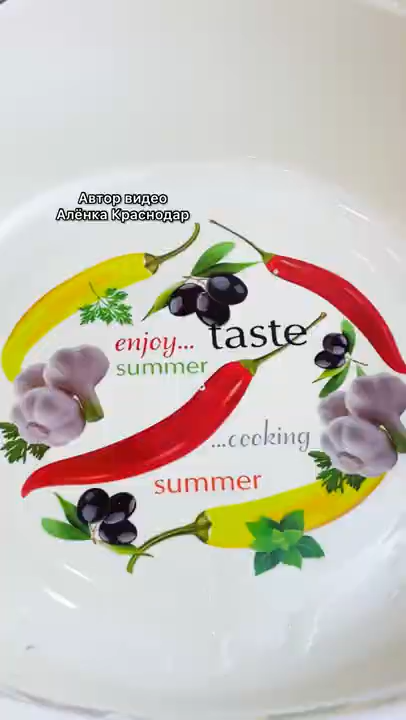 Автор видео
Алёнка Краснодар
enjoy... taste
summer
...cooking
summer